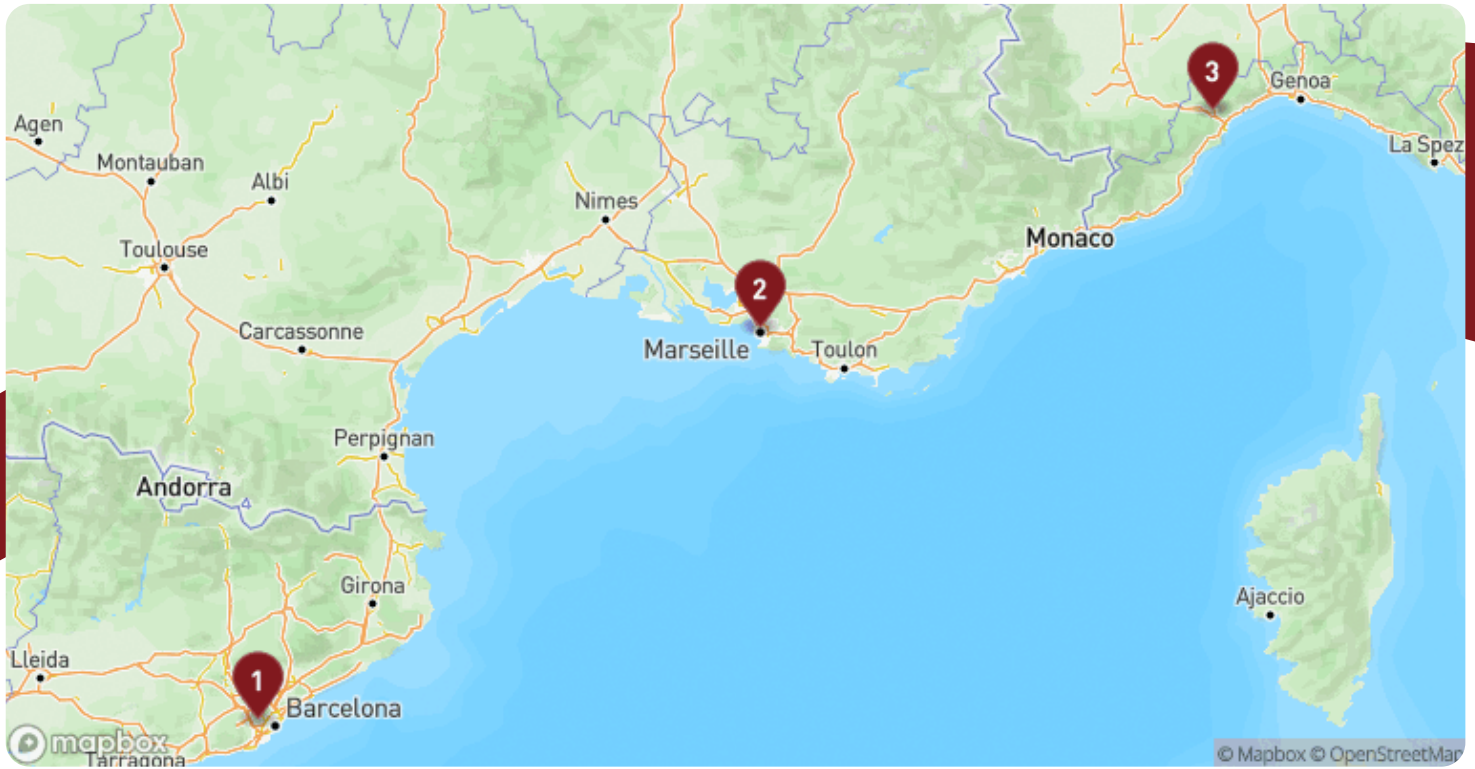 3
Genoa
Agen
La Spez
Montauban
Albi
Nimes
Toulouse
Monaco
2
Carcassonne
Marseille
Toulon
Perpignan
Andorra
Girona
Ajaccio
Lleida
1
Barcelona
mapbox
Tarragona
© Mapbox © OpenStreetMap